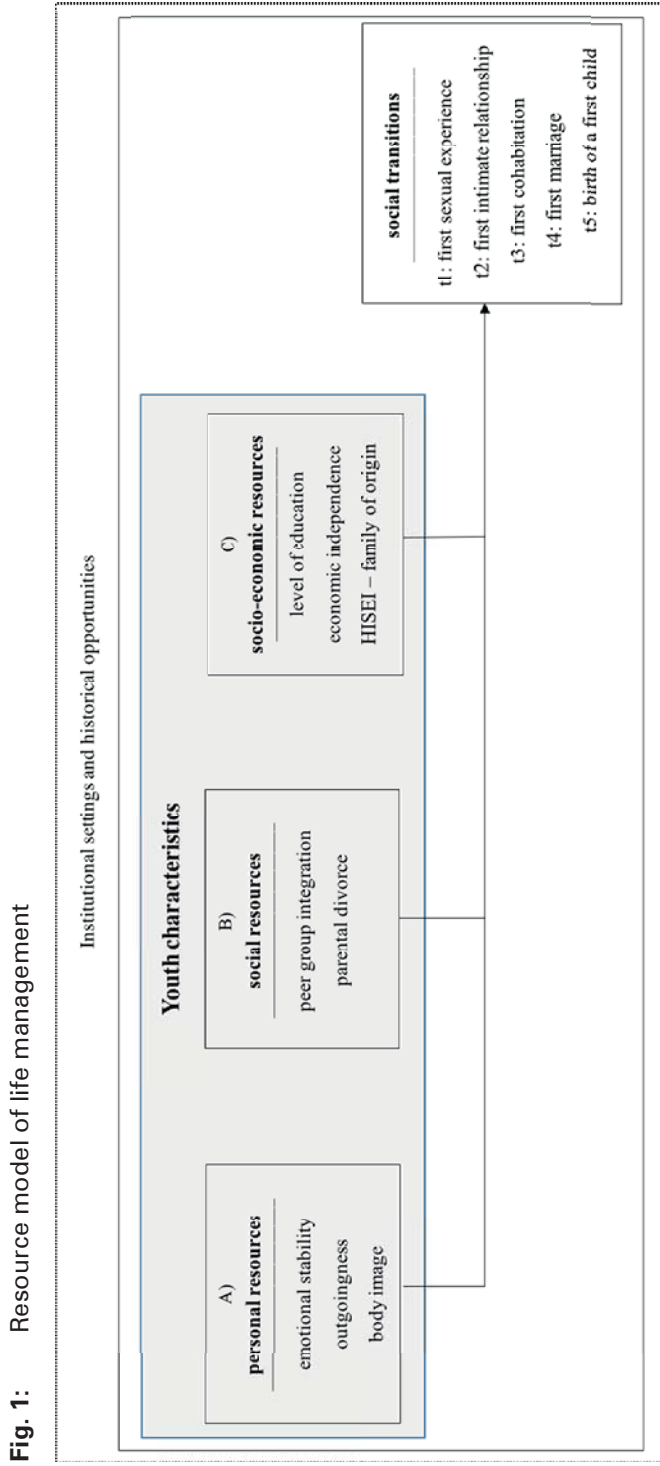 Fig. 1: Resource model of life management
Institutional settings and historical opportunities
Youth characteristics
A)
personal resources
emotional stability
outgoingness
body image
B)
social resources
peer group integration
parental divorce
C)
socio-economic resources
level of education
economic independence
HISEI – family of origin
social transitions
t1: first sexual experience
t2: first intimate relationship
t3: first cohabitation
t4: first marriage
t5: birth of a first child